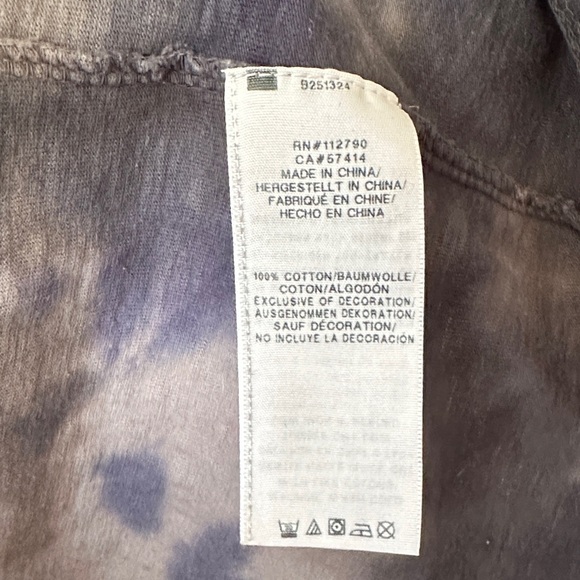 B251324
RN#112790
CA#57414
MADE IN CHINA/
HERGESTELLT IN CHINA/
FABRIQUÉ EN CHINE/
HECHO EN CHINA
100% COTTON/BAUMWOLLE/
COTON/ALGODÓN
EXCLUSIVE OF DECORATION/
AUSGENOMMEN DEKORATION/
SAUF DÉCORATION/
NO INCLUYE LA DECORACIÓN